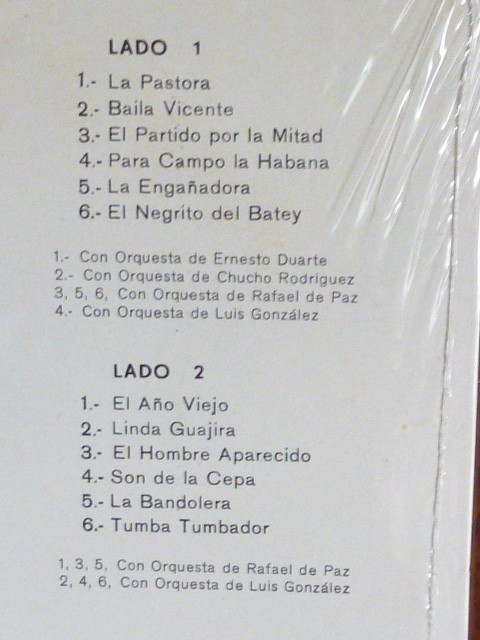 LADO 1
1.- La Pastora
2.- Baila Vicente
3.- El Partido por la Mitad
4.- Para Campo la Habana
5.- La Engañadora
6.- El Negrito del Batey
1.- Con Orquesta de Ernesto Duarte
2.- Con Orquesta de Chucho Rodríguez
3, 5, 6, Con Orquesta de Rafael de Paz
4.- Con Orquesta de Luis González
LADO 2
1.- El Año Viejo
2.- Linda Guajira
3.- El Hombre Aparecido
4.- Son de la Cepa
5.- La Bandolera
6.- Tumba Tumbador
1, 3, 5, Con Orquesta de Rafael de Paz
2, 4, 6, Con Orquesta de Luis González